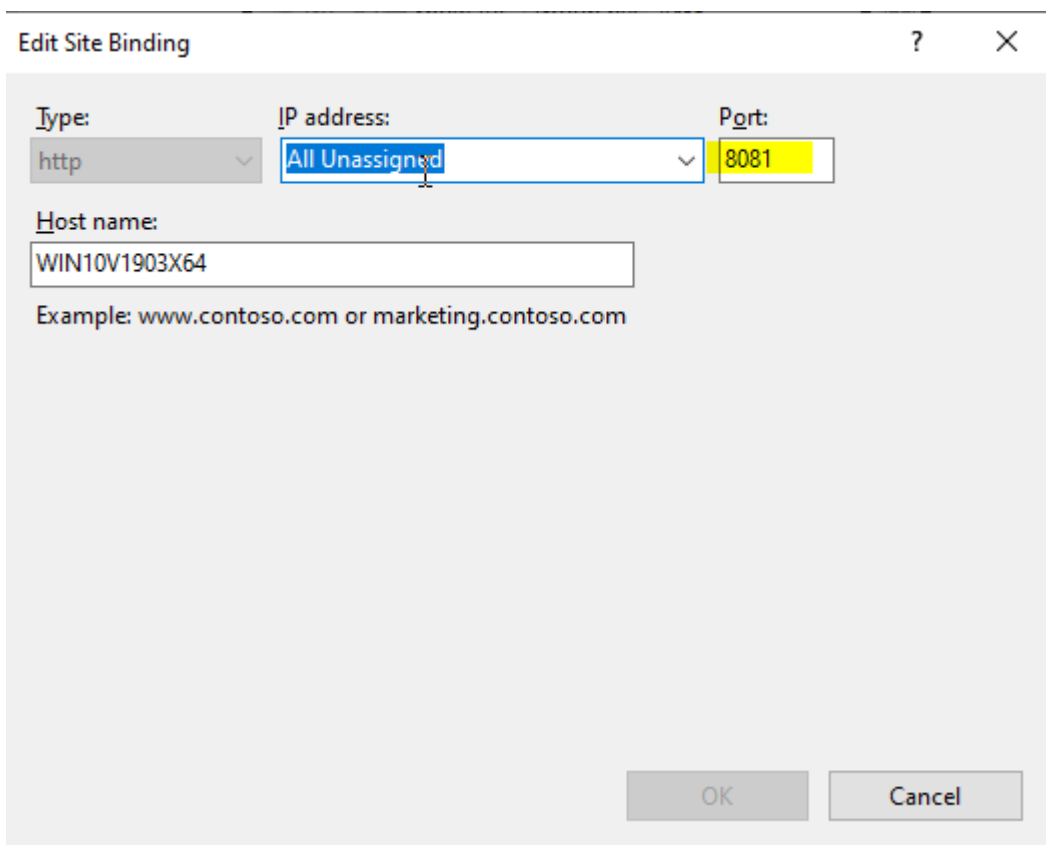 Edit Site Binding ? ×
Type: IP address: Port:
http All Unassigned 8081
Host name:
WIN10V1903X64
Example: www.contoso.com or marketing.contoso.com
OK Cancel